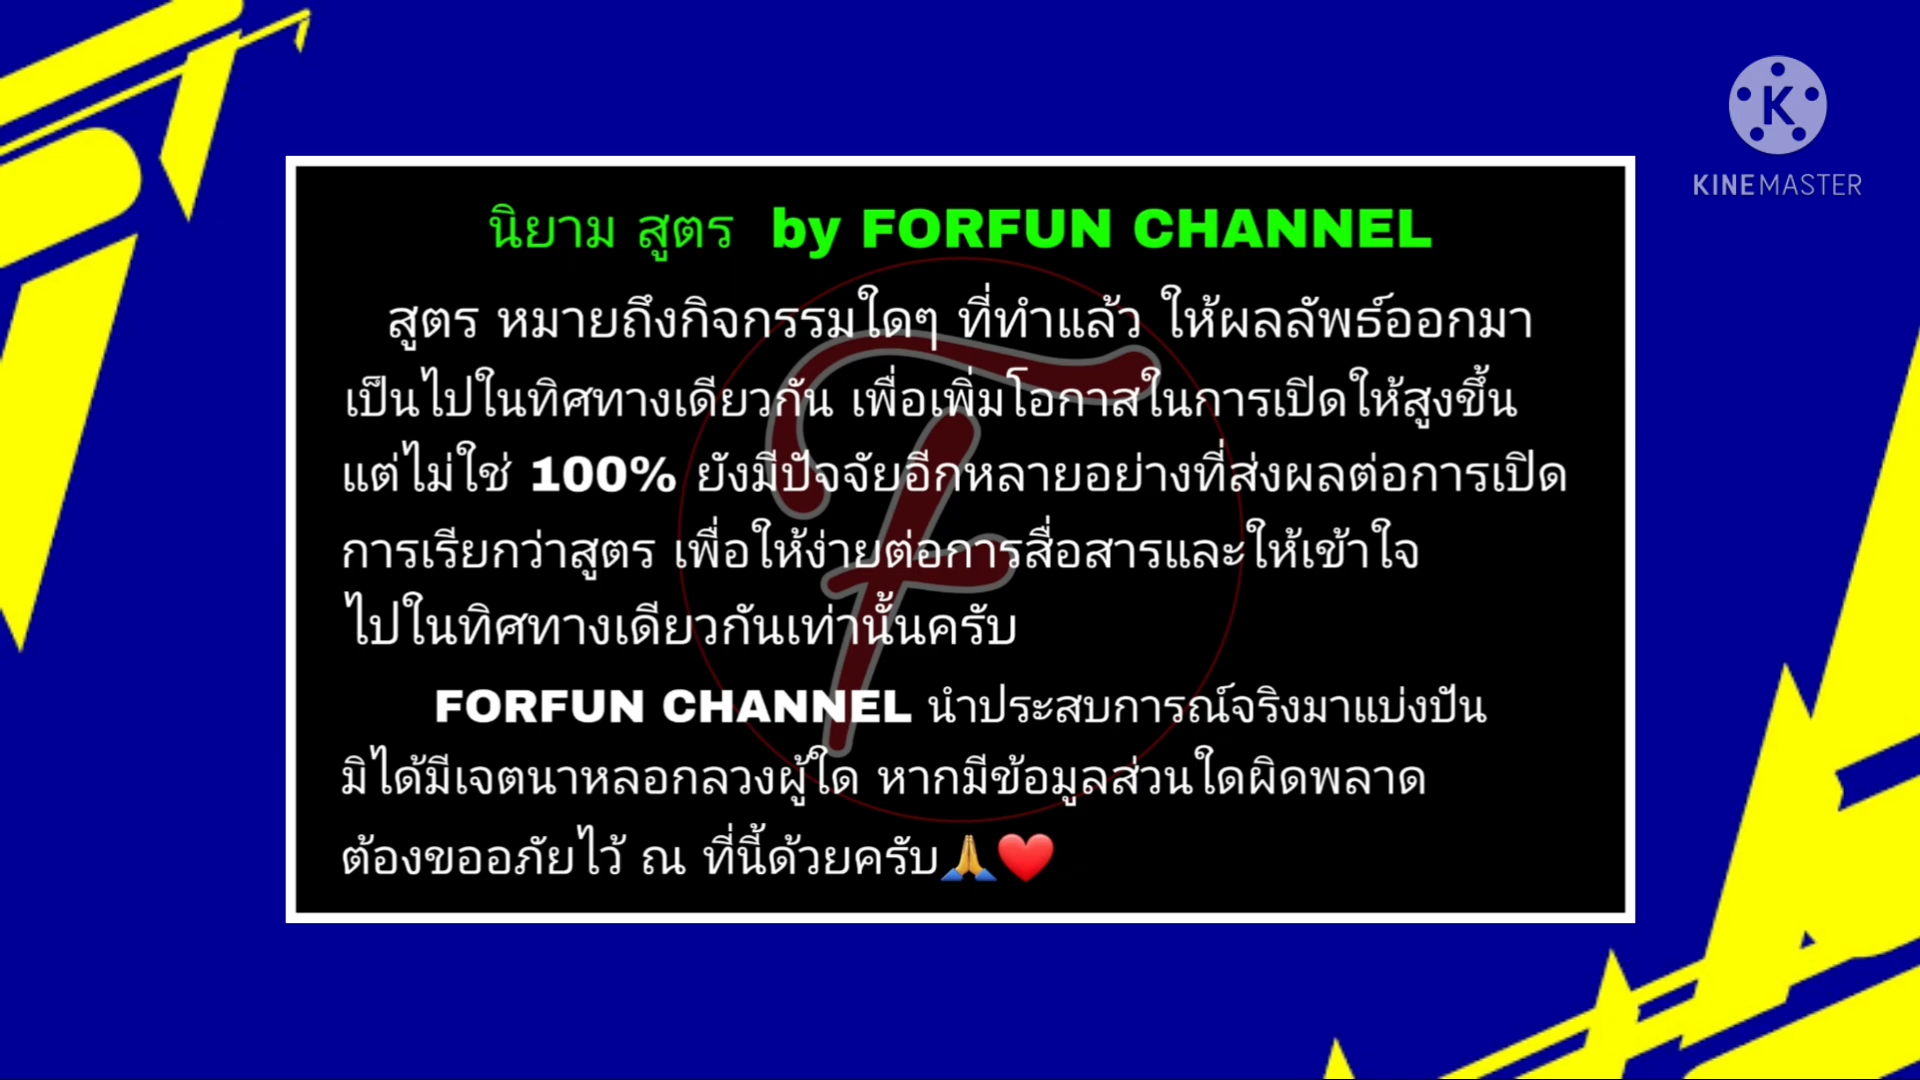 K
KINEMASTER
นิยาม สูตร by FORFUN CHANNEL
สูตร หมายถึงกิจกรรมใดๆ ที่ทำแล้ว ให้ผลลัพธ์ออกมา
เป็นไปในทิศทางเดียวกัน เพื่อเพิ่มโอกาสในการเปิดให้สูงขึ้น
แต่ไม่ใช่ 100% ยังมีปัจจัยอีกหลายอย่างที่ส่งผลต่อการเปิด
การเรียกว่าสูตร เพื่อให้ง่ายต่อการสื่อสารและให้เข้าใจ
ไปในทิศทางเดียวกันเท่านั้นครับ
FORFUN CHANNEL นำประสบการณ์จริงมาแบ่งปัน
มิได้มีเจตนาหลอกลวงผู้ใด หากมีข้อมูลส่วนใดผิดพลาด
ต้องขออภัยไว้ ณ ที่นี้ด้วยครับ🙏❤️